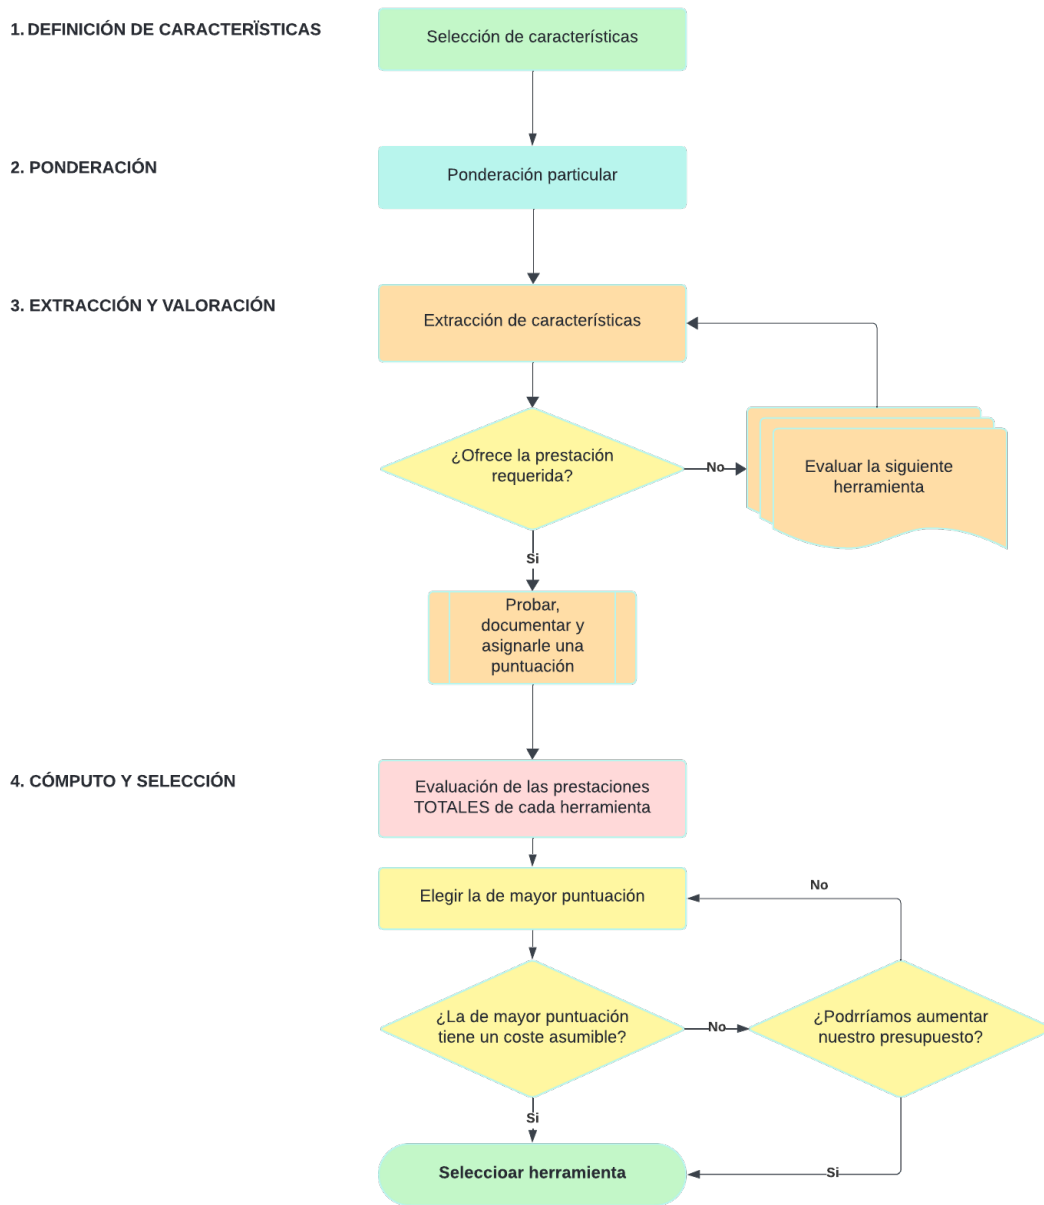 1. DEFINICIÓN DE CARACTERÏSTICAS
Selección de características
2. PONDERACIÓN
Ponderación particular
3. EXTRACCIÓN Y VALORACIÓN
Extracción de características
¿Ofrece la prestación
requerida?
No
Evaluar la siguiente
herramienta
Si
Probar,
documentar y
asignarle una
puntuación
4. CÓMPUTO Y SELECCIÓN
Evaluación de las prestaciones
TOTALES de cada herramienta
Elegir la de mayor puntuación
No
¿La de mayor puntuación
tiene un coste asumible?
No
¿Podrríamos aumentar
nuestro presupuesto?
Si
Seleccioar herramienta
Si